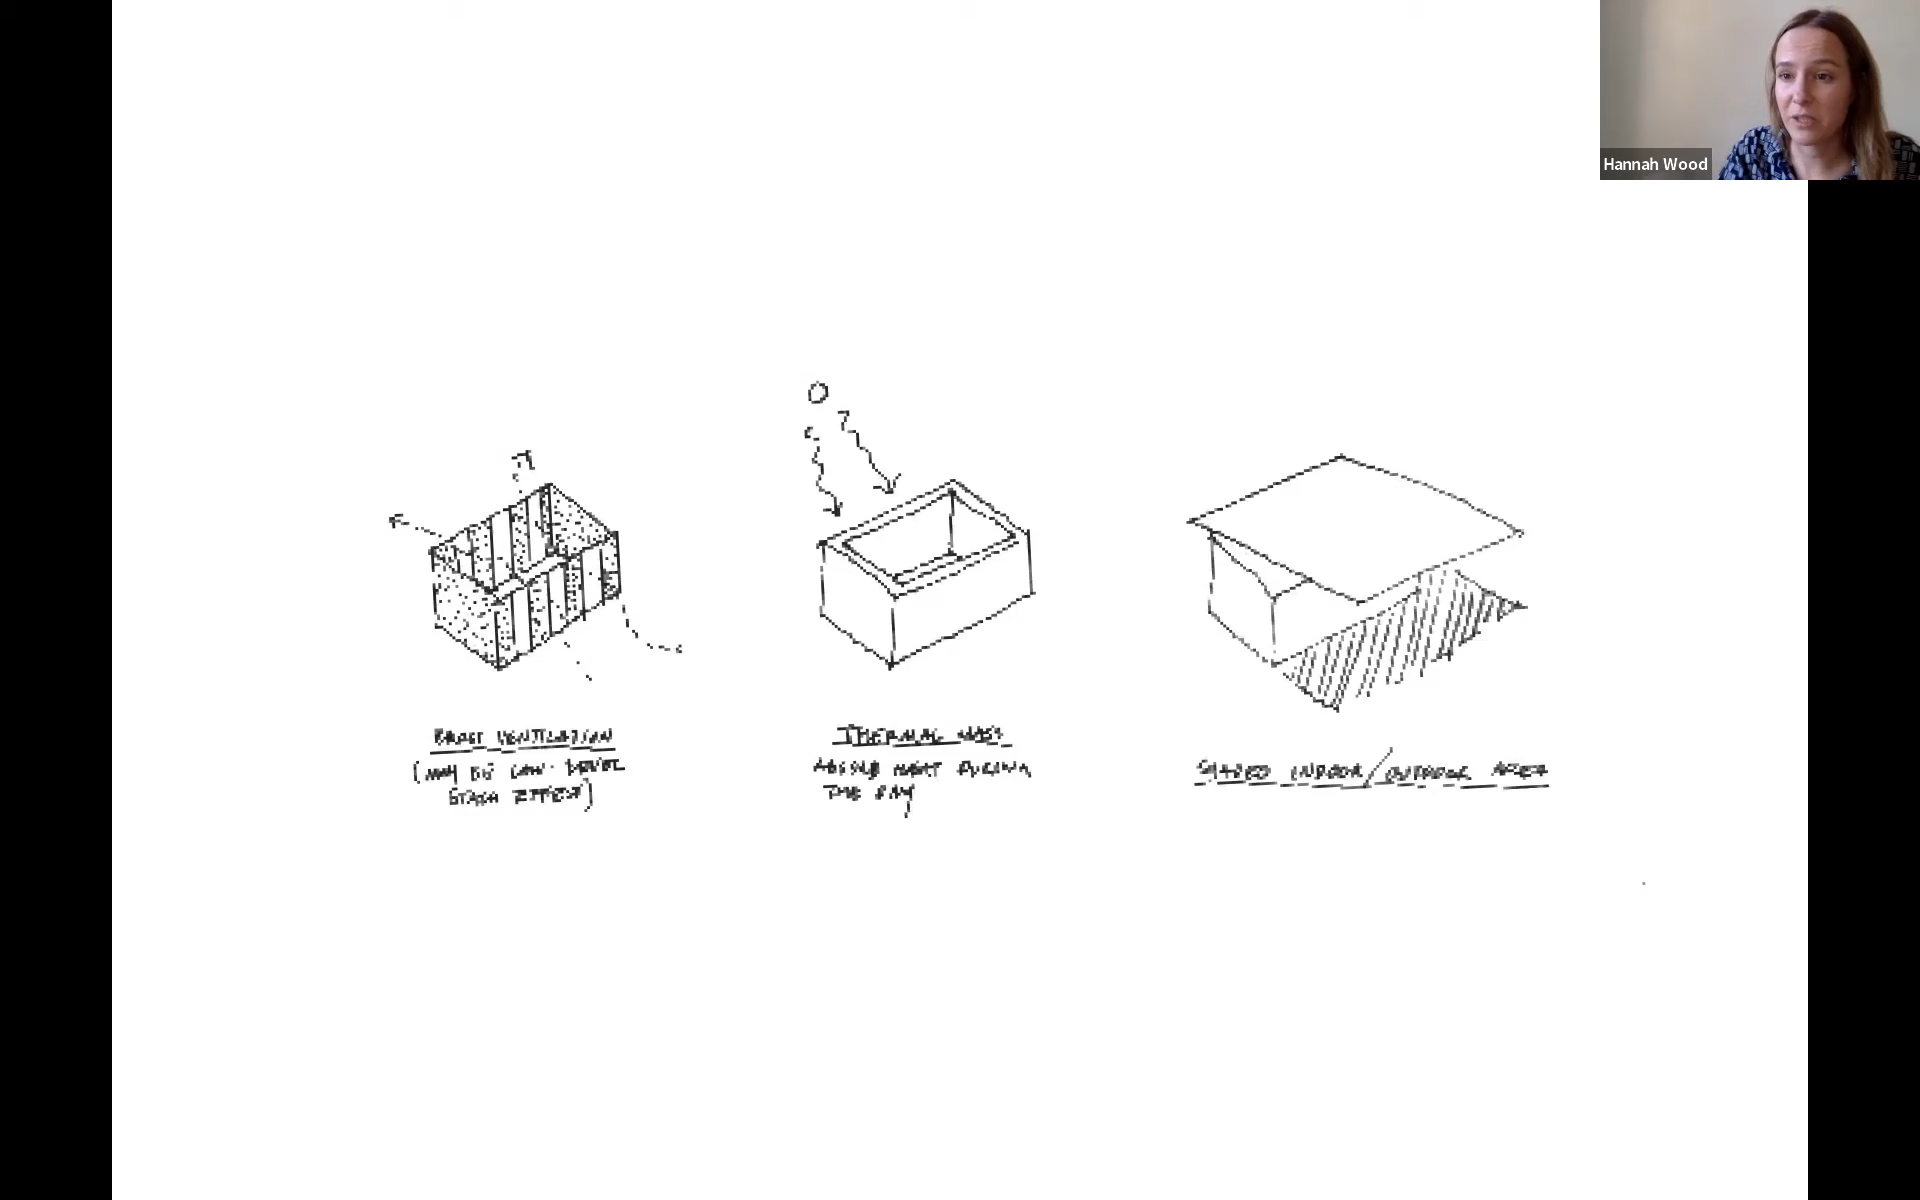 Hannah Wood
VENTILATION
(MAY BE LOW-LEVEL
STACK EFFECT)
THERMAL MASS
ABSORB HEAT DURING
THE DAY
SHADED INDOOR/OUTDOOR AREA